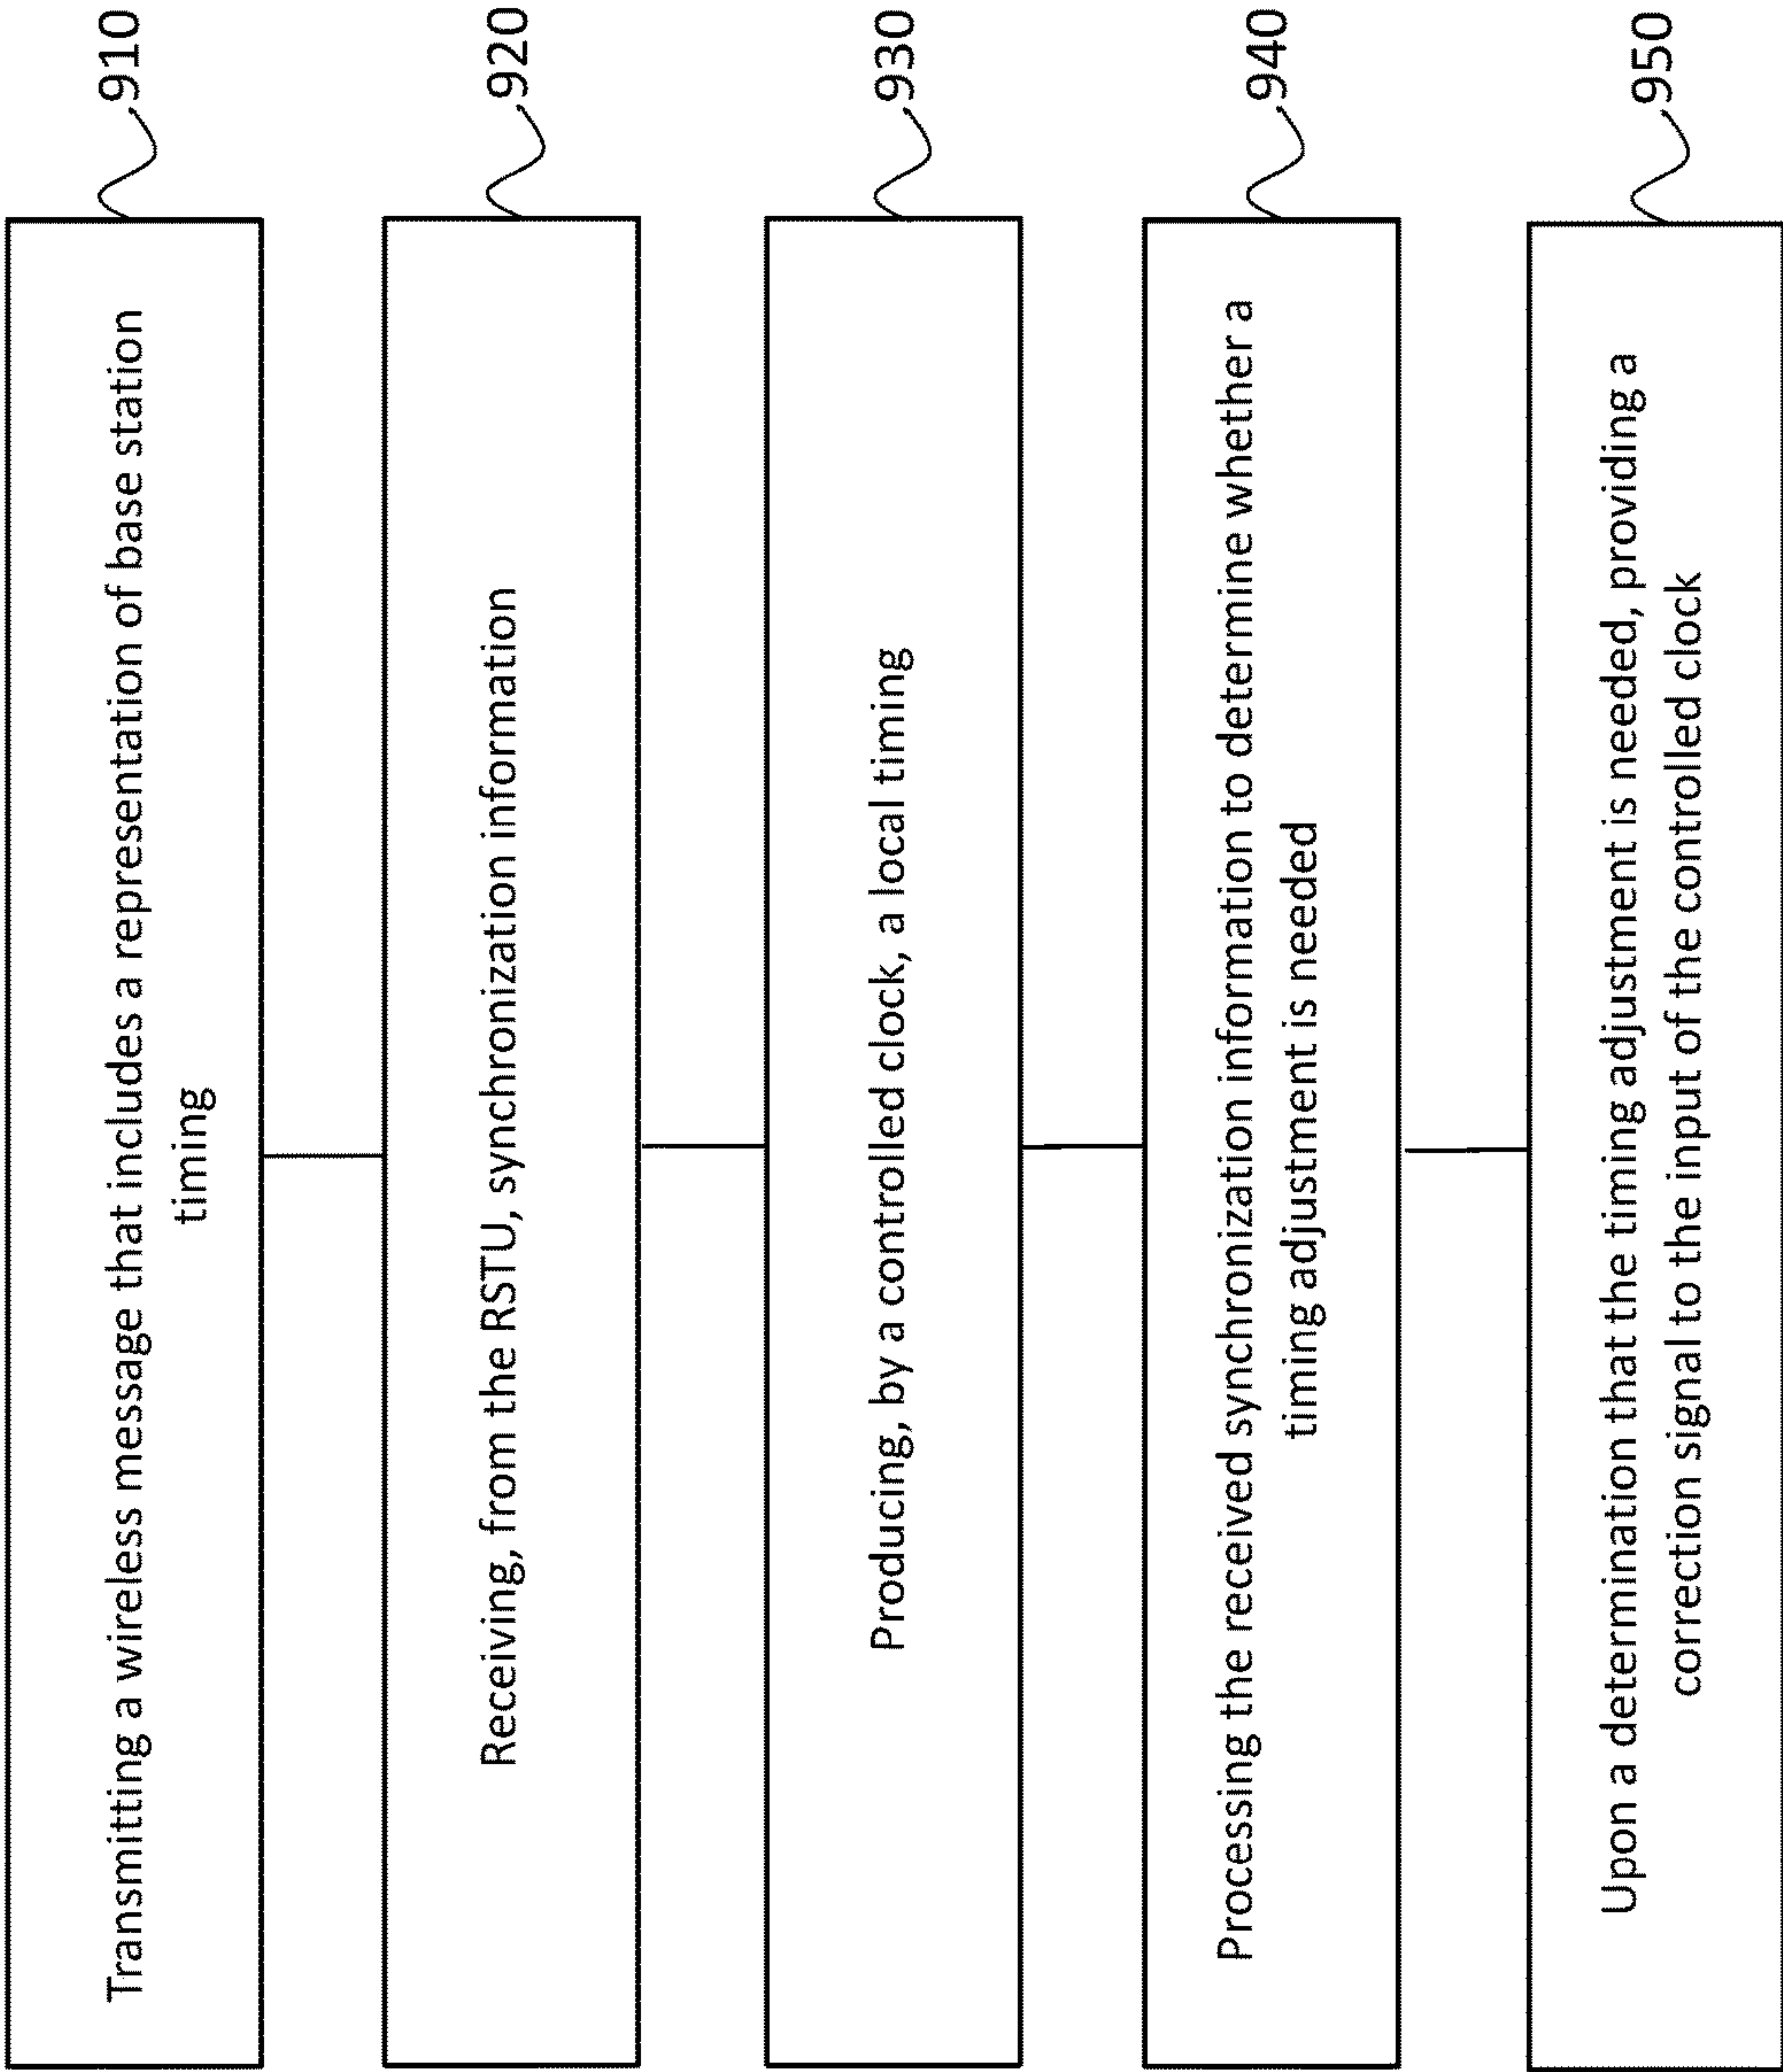 Transmitting a wireless message that includes a representation of base station
timing
910
Receiving, from the RSTU, synchronization information
920
Producing, by a controlled clock, a local timing
930
Processing the received synchronization information to determine whether a
timing adjustment is needed
940
Upon a determination that the timing adjustment is needed, providing a
correction signal to the input of the controlled clock
950